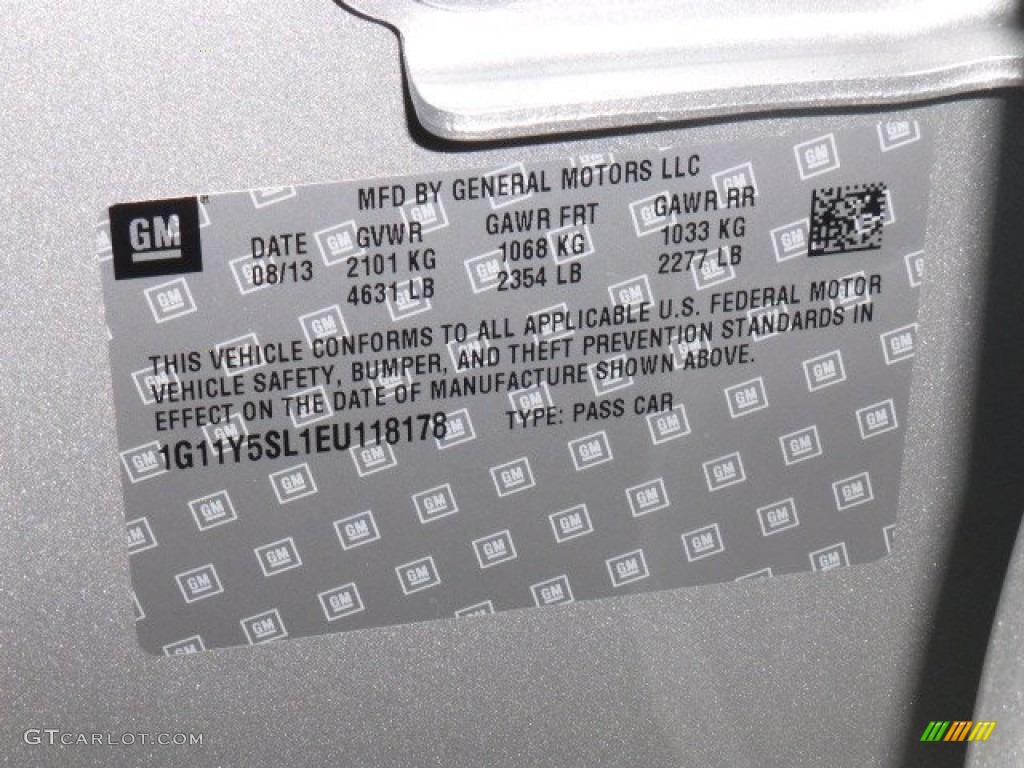 MFD BY GENERAL MOTORS LLC
GM
DATE GVWR GAWR FRT GAWR RR
08/13 2101 KG 1068 KG 1033 KG
4631 LB 2354 LB 2277 LB
THIS VEHICLE CONFORMS TO ALL APPLICABLE U.S. FEDERAL MOTOR
VEHICLE SAFETY, BUMPER, AND THEFT PREVENTION STANDARDS IN
EFFECT ON THE DATE OF MANUFACTURE SHOWN ABOVE.
1G11Y5SL1EU118178 TYPE: PASS CAR
GTCARLOT.COM